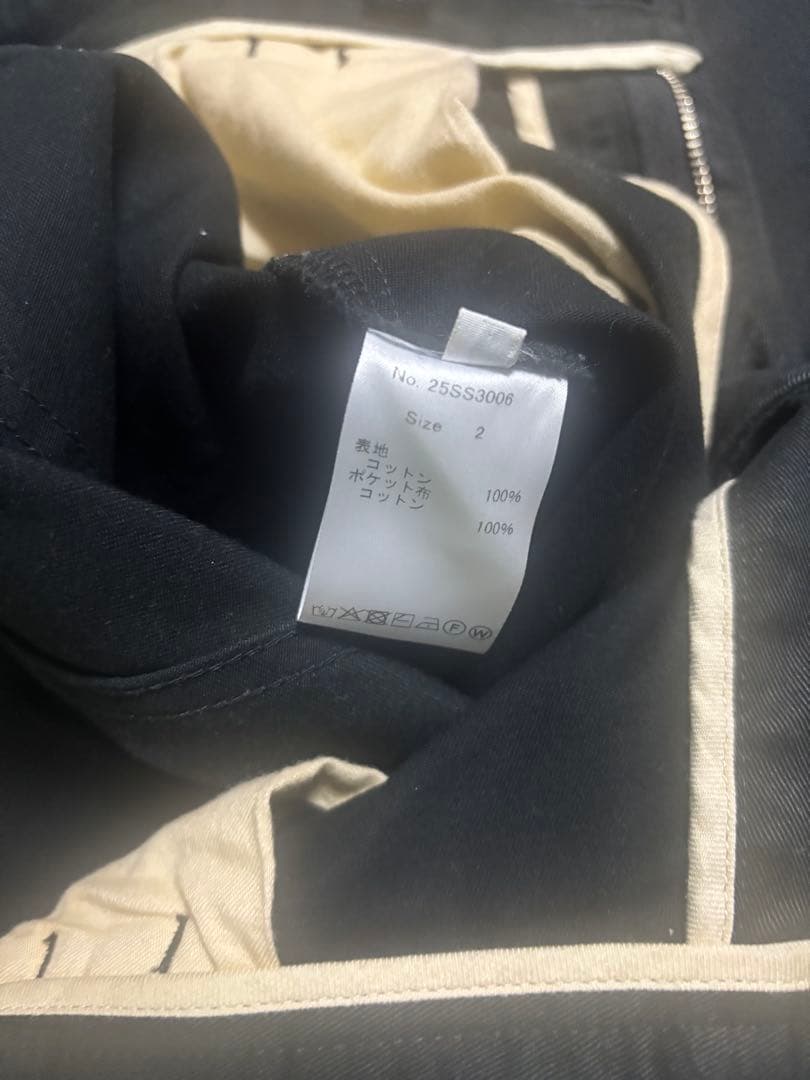 No. 25SS3006
Size 2
表地
コットン 100%
ポケット布
コットン 100%
Ⓕ Ⓦ